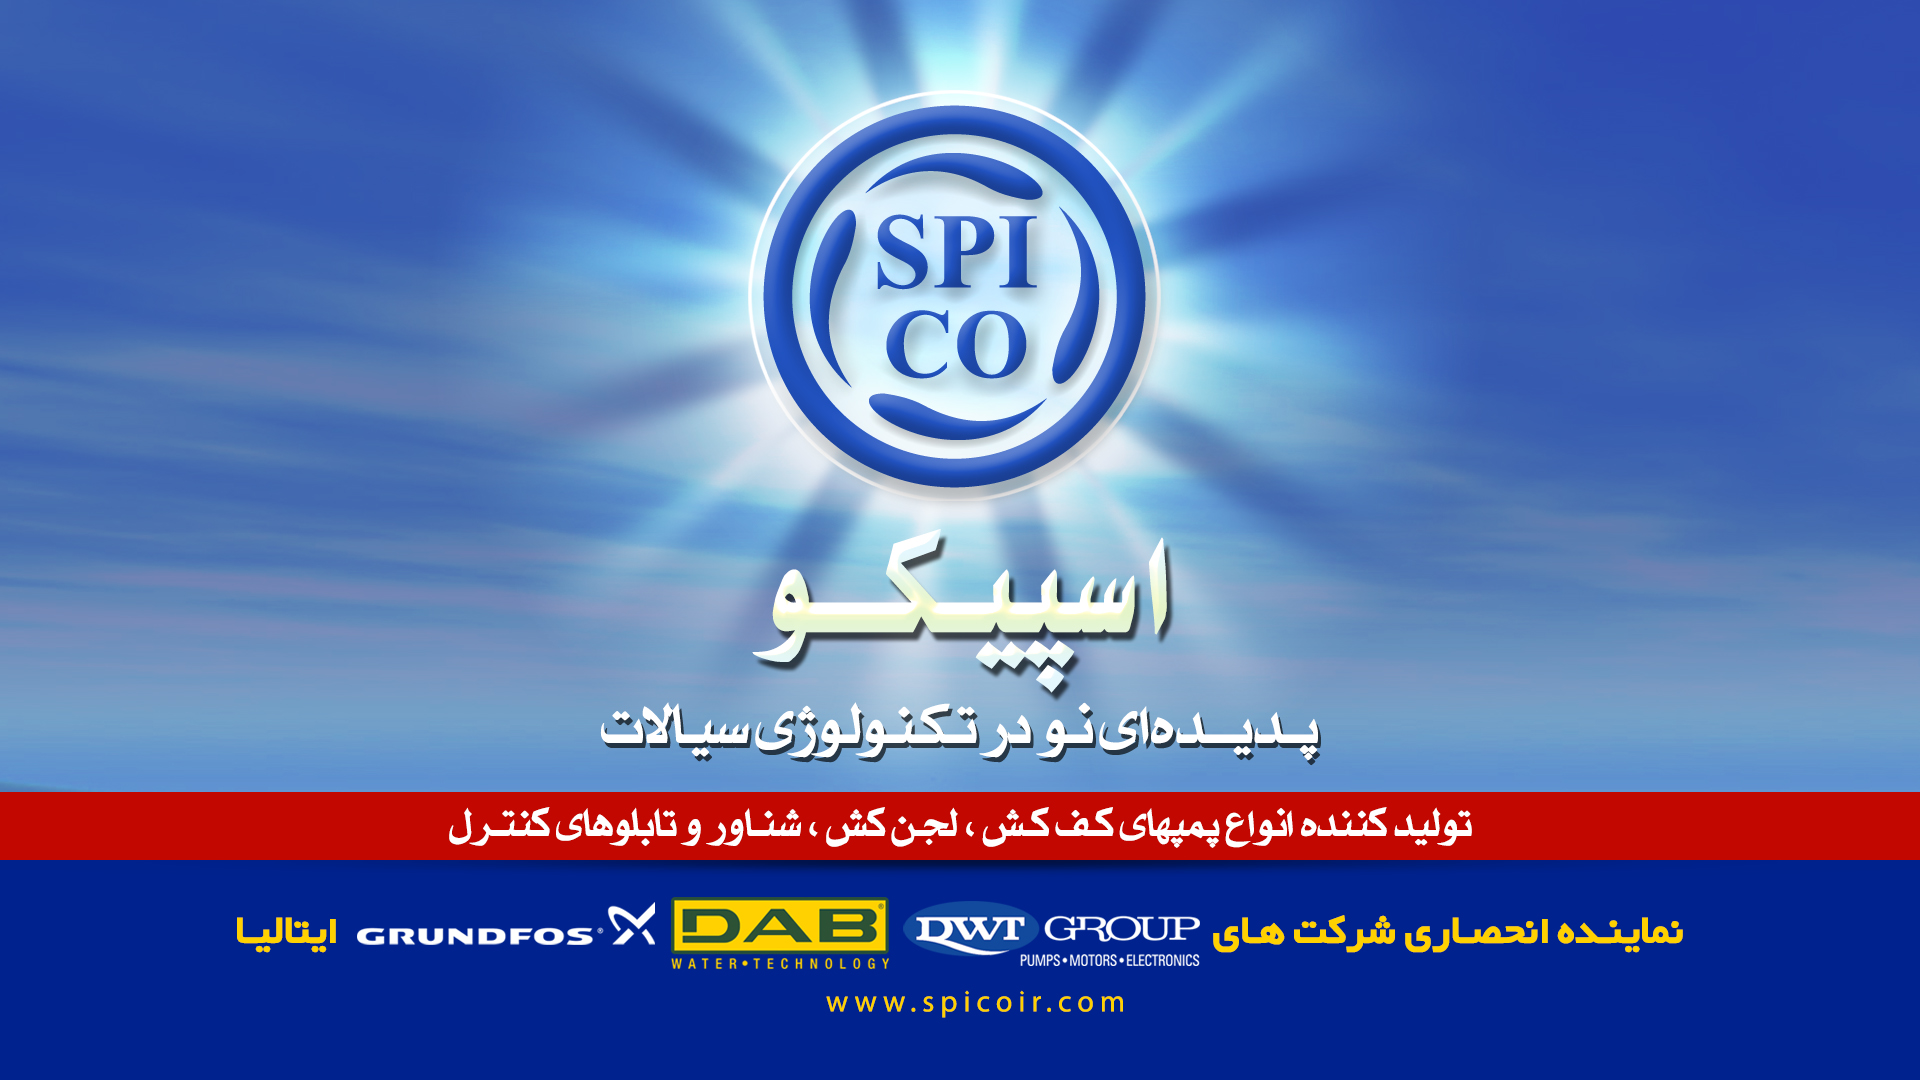 SPI
CO
اسپیکو
پدیده‌ای نو در تکنولوژی سیالات
تولید کننده انواع پمپهای کف کش ، لجن کش ، شناور و تابلوهای کنترل
نماینده انحصاری شرکت های DWT GROUP DAB® GRUNDFOS® ایتالیا
PUMPS•MOTORS•ELECTRONICS
WATER•TECHNOLOGY
www.spicoir.com